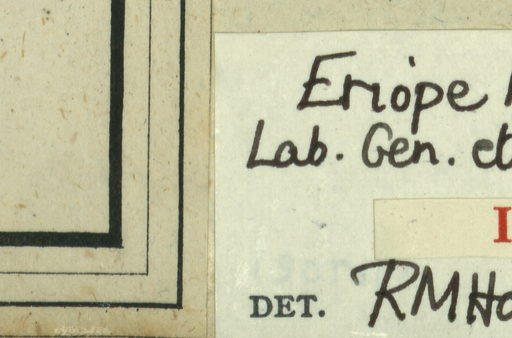 Eriope
Lab. Gen. et
I
DET. RMHa